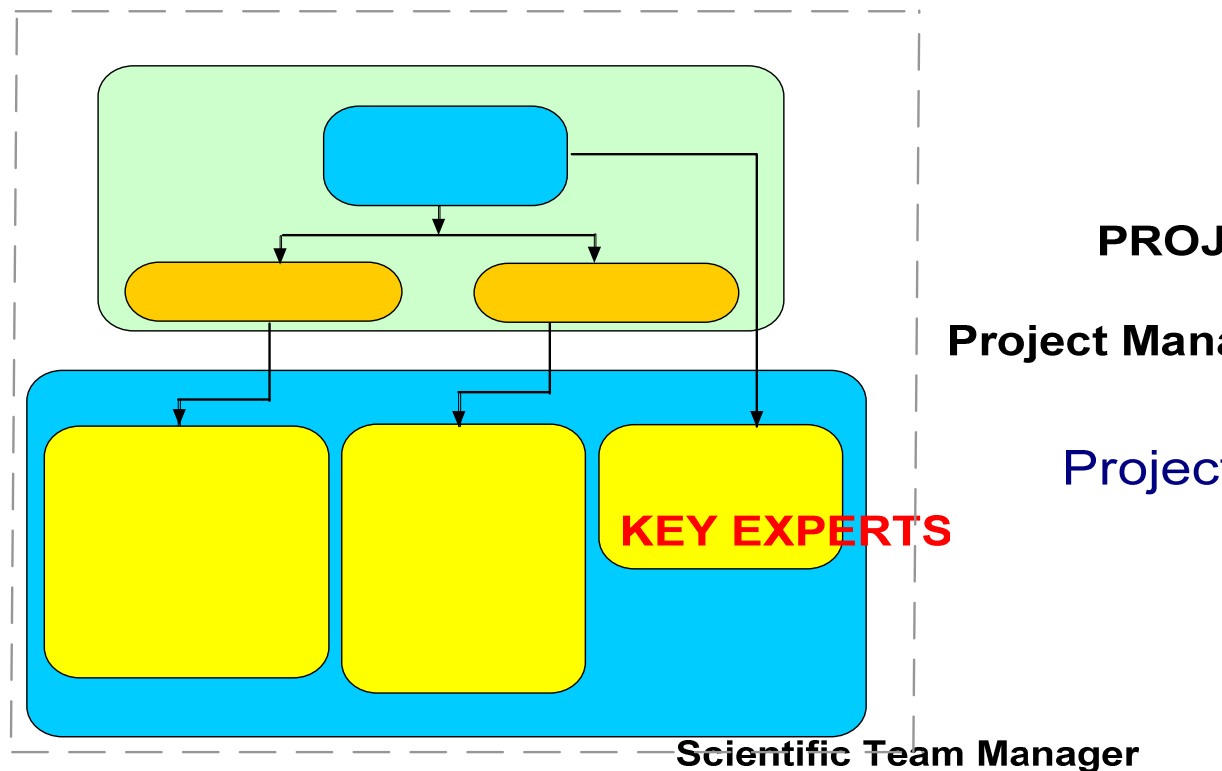 PROJ
Project Mana
Project
KEY EXPERTS
Scientific Team Manager